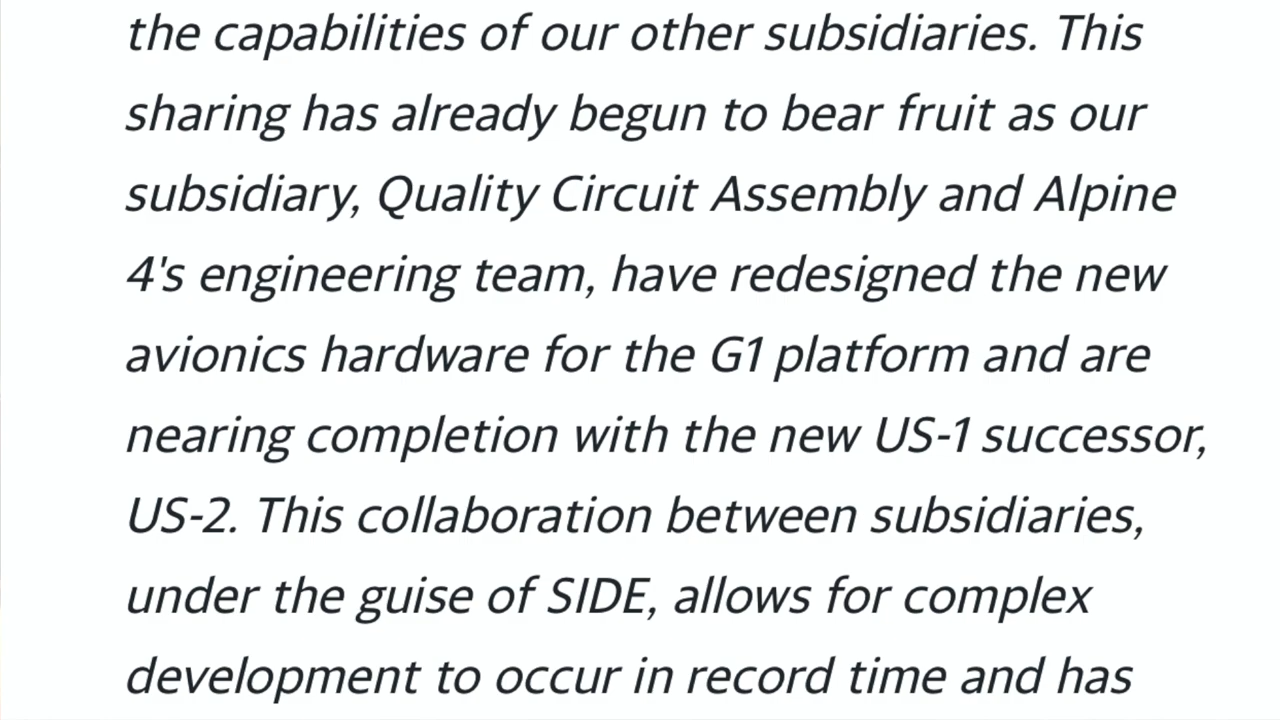 the capabilities of our other subsidiaries. This
sharing has already begun to bear fruit as our
subsidiary, Quality Circuit Assembly and Alpine
4's engineering team, have redesigned the new
avionics hardware for the G1 platform and are
nearing completion with the new US-1 successor,
US-2. This collaboration between subsidiaries,
under the guise of SIDE, allows for complex
development to occur in record time and has